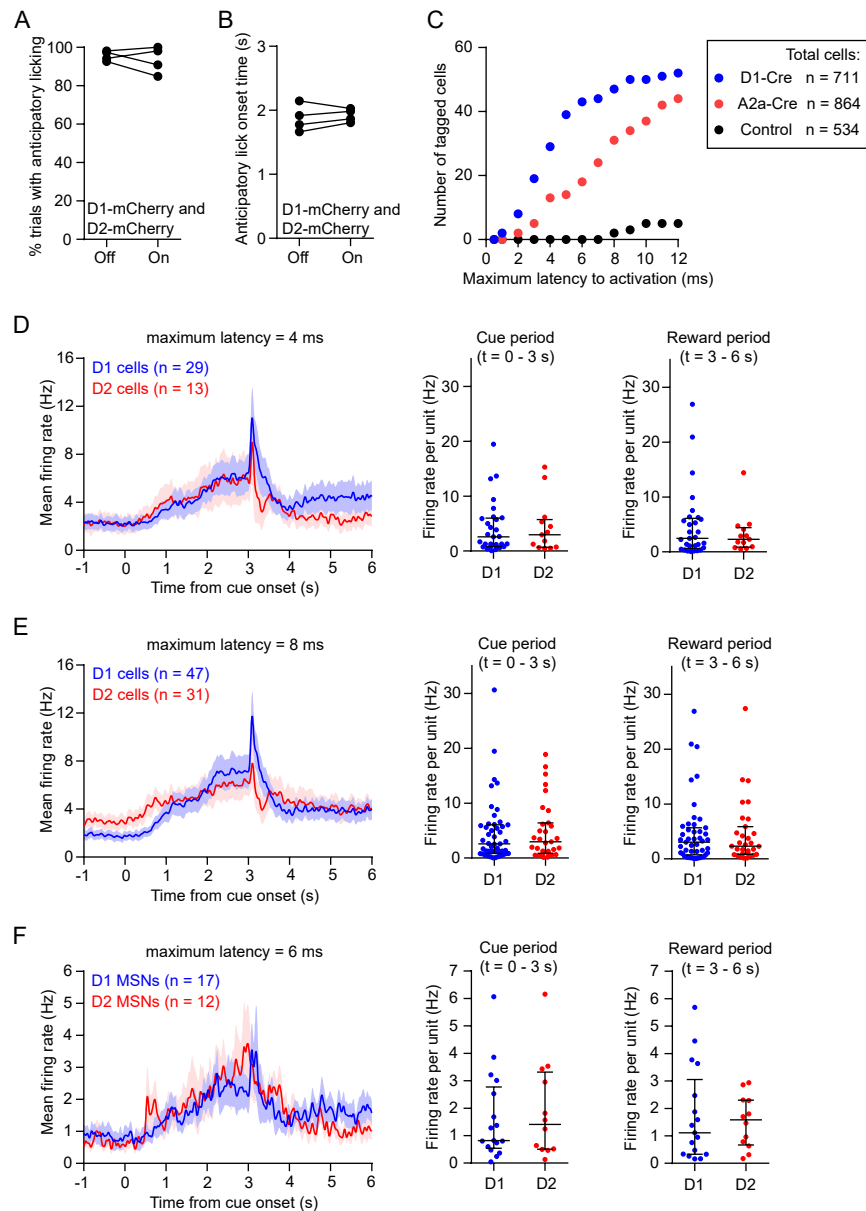 A
% trials with anticipatory licking
100
80
60
40
20
0
D1-mCherry and
D2-mCherry
Off
On
B
Anticipatory lick onset time (s)
3
2
1
0
D1-mCherry and
D2-mCherry
Off
On
C
Number of tagged cells
60
40
20
0
0
2
4
6
8
10
12
Maximum latency to activation (ms)
Total cells:
D1-Cre n = 711
A2a-Cre n = 864
Control n = 534
D
maximum latency = 4 ms
Mean firing rate (Hz)
16
12
8
4
0
D1 cells (n = 29)
D2 cells (n = 13)
-1
0
1
2
3
4
5
6
Time from cue onset (s)
Cue period
(t = 0 - 3 s)
Firing rate per unit (Hz)
30
20
10
0
D1
D2
Reward period
(t = 3 - 6 s)
Firing rate per unit (Hz)
30
20
10
0
D1
D2
E
maximum latency = 8 ms
Mean firing rate (Hz)
16
12
8
4
0
D1 cells (n = 47)
D2 cells (n = 31)
-1
0
1
2
3
4
5
6
Time from cue onset (s)
Cue period
(t = 0 - 3 s)
Firing rate per unit (Hz)
30
20
10
0
D1
D2
Reward period
(t = 3 - 6 s)
Firing rate per unit (Hz)
30
20
10
0
D1
D2
F
maximum latency = 6 ms
Mean firing rate (Hz)
6
5
4
3
2
1
0
D1 MSNs (n = 17)
D2 MSNs (n = 12)
-1
0
1
2
3
4
5
6
Time from cue onset (s)
Cue period
(t = 0 - 3 s)
Firing rate per unit (Hz)
7
6
5
4
3
2
1
0
D1
D2
Reward period
(t = 3 - 6 s)
Firing rate per unit (Hz)
7
6
5
4
3
2
1
0
D1
D2